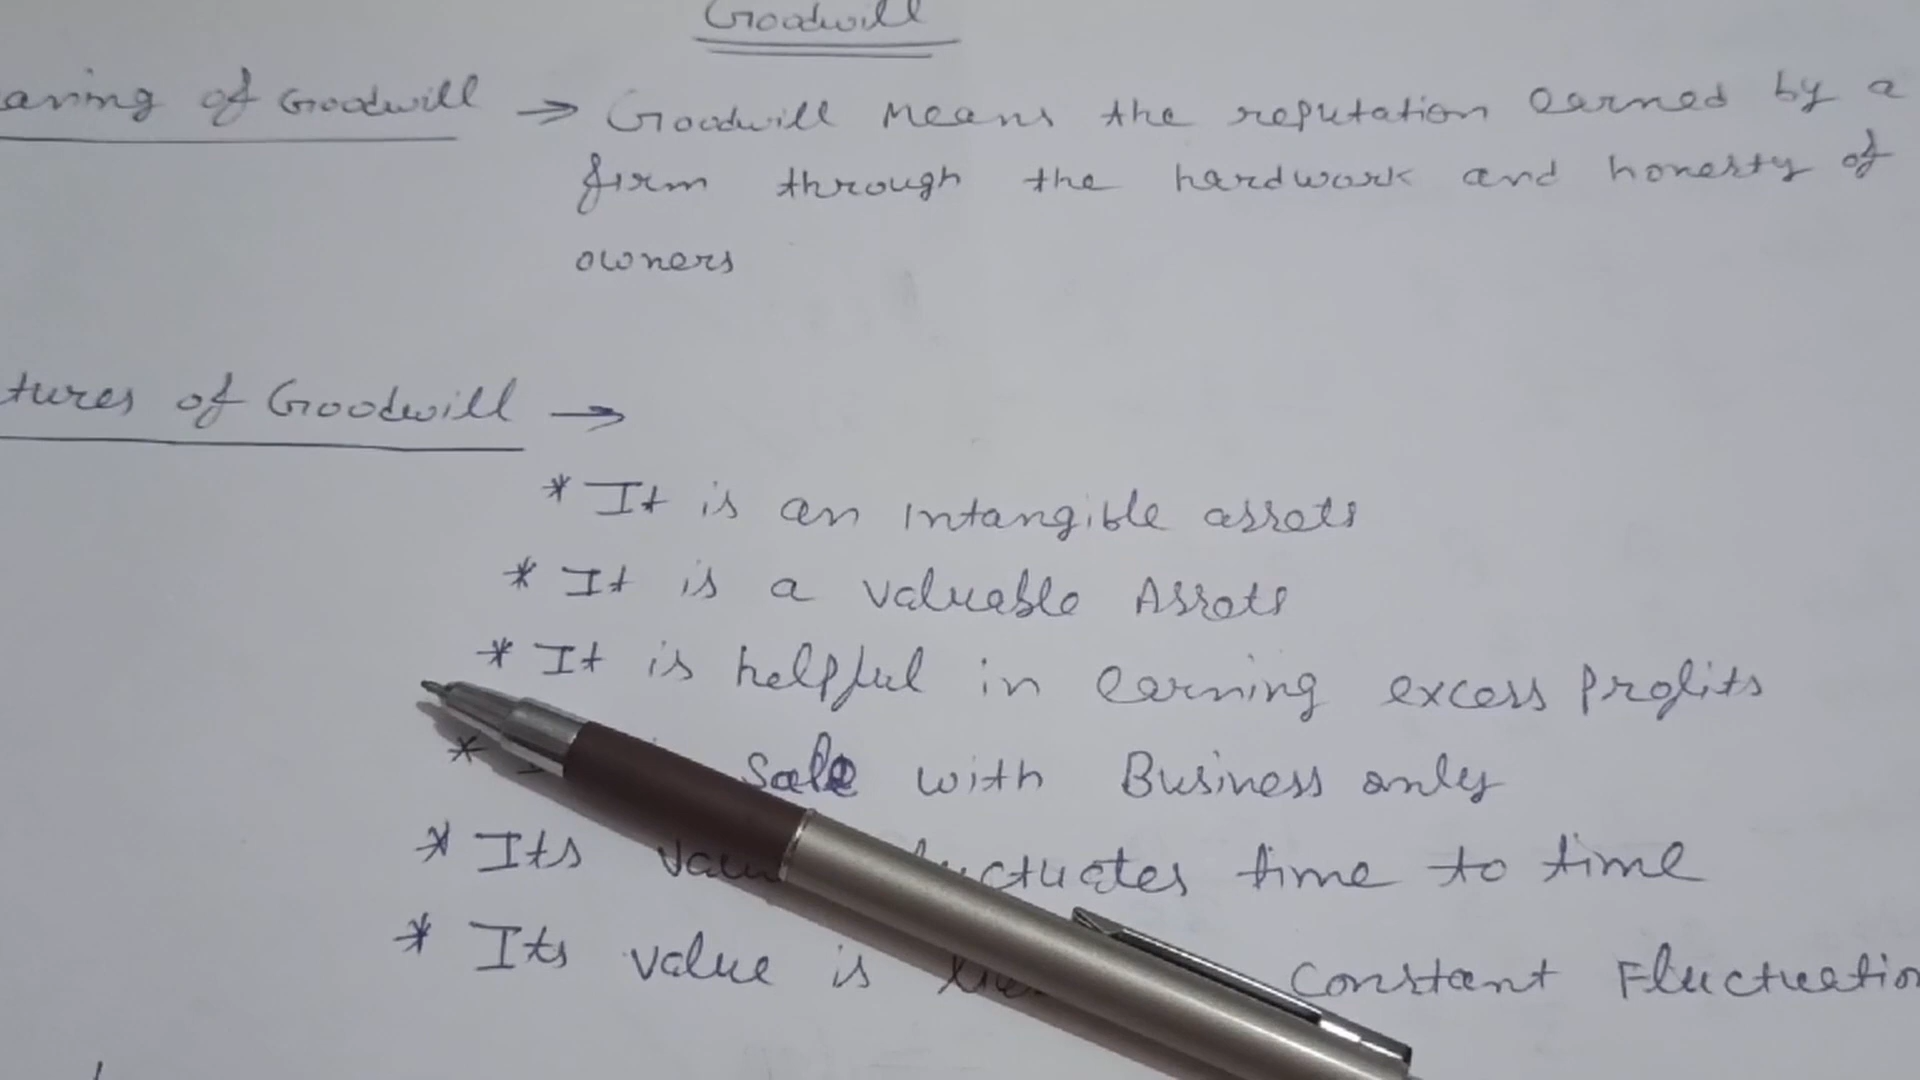 Goodwill
aning of Goodwill → Goodwill Means the reputation earned by a
firm through the hardwork and honesty of
owners
tures of Goodwill →
* It is an intangible assets
* It is a valuable Assets
* It is helpful in earning excess Profits
* Sale with Business only
* Its time to time
* Its value is Constant Fluctuation